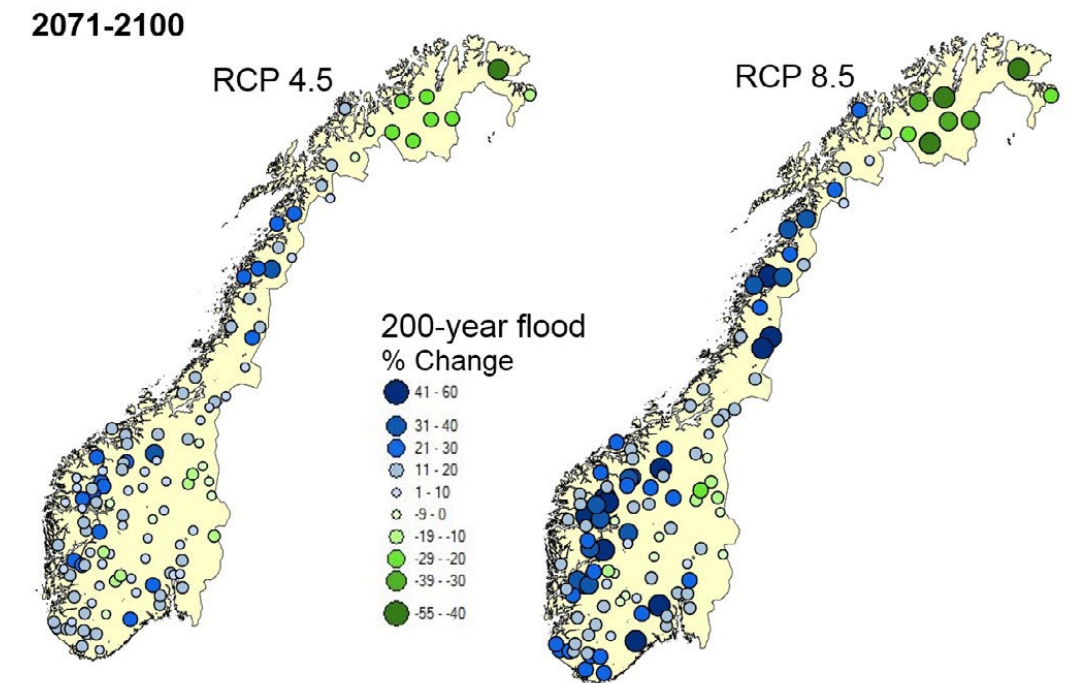 2071-2100
RCP 4.5
RCP 8.5
200-year flood
% Change
41 - 60
31 - 40
21 - 30
11 - 20
1 - 10
-9 - 0
-19 - -10
-29 - -20
-39 - -30
-55 - -40